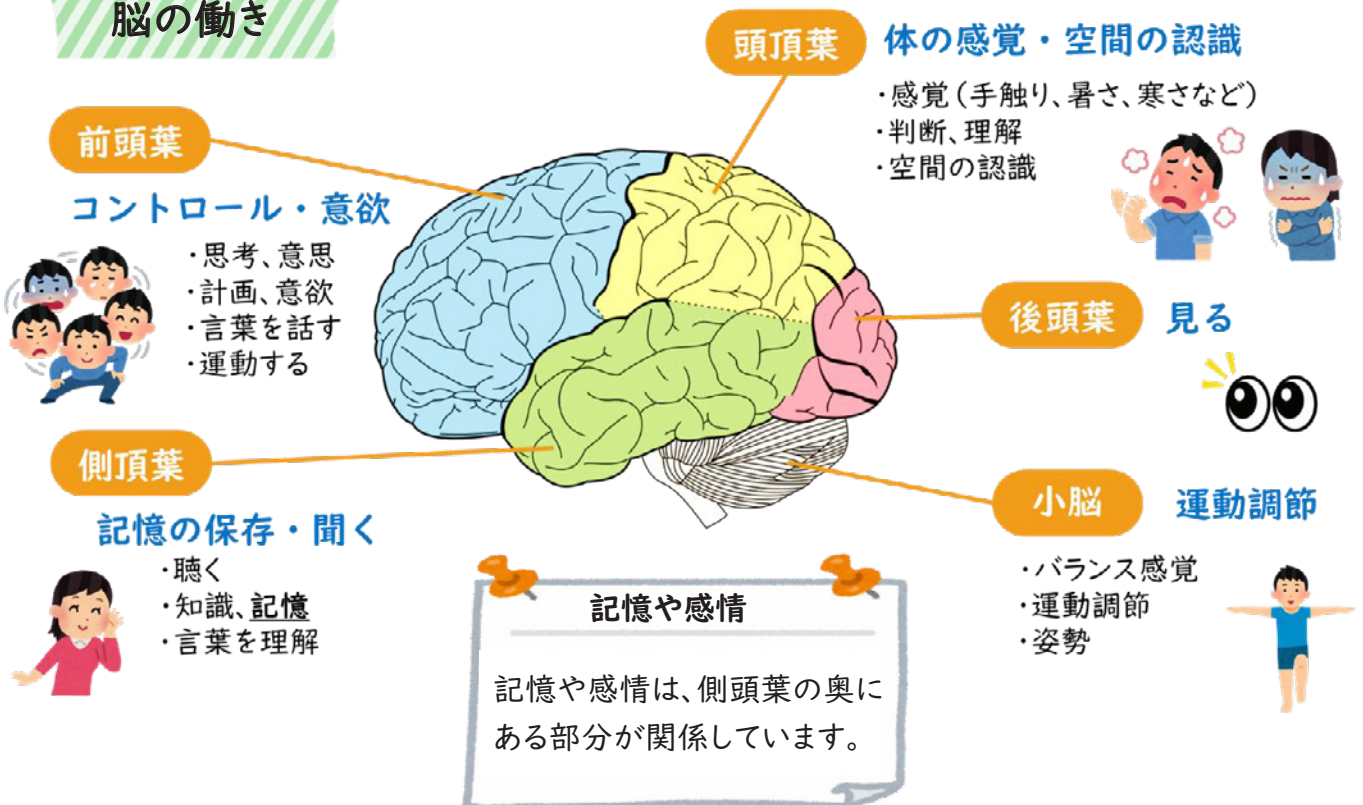 脳の働き
前頭葉
コントロール・意欲
・思考、意思
・計画、意欲
・言葉を話す
・運動する
側頂葉
記憶の保存・聞く
・聴く
・知識、記憶
・言葉を理解
頭頂葉
体の感覚・空間の認識
・感覚(手触り、暑さ、寒さなど)
・判断、理解
・空間の認識
後頭葉
見る
小脳
運動調節
・バランス感覚
・運動調節
・姿勢
記憶や感情
記憶や感情は、側頭葉の奥に
ある部分が関係しています。